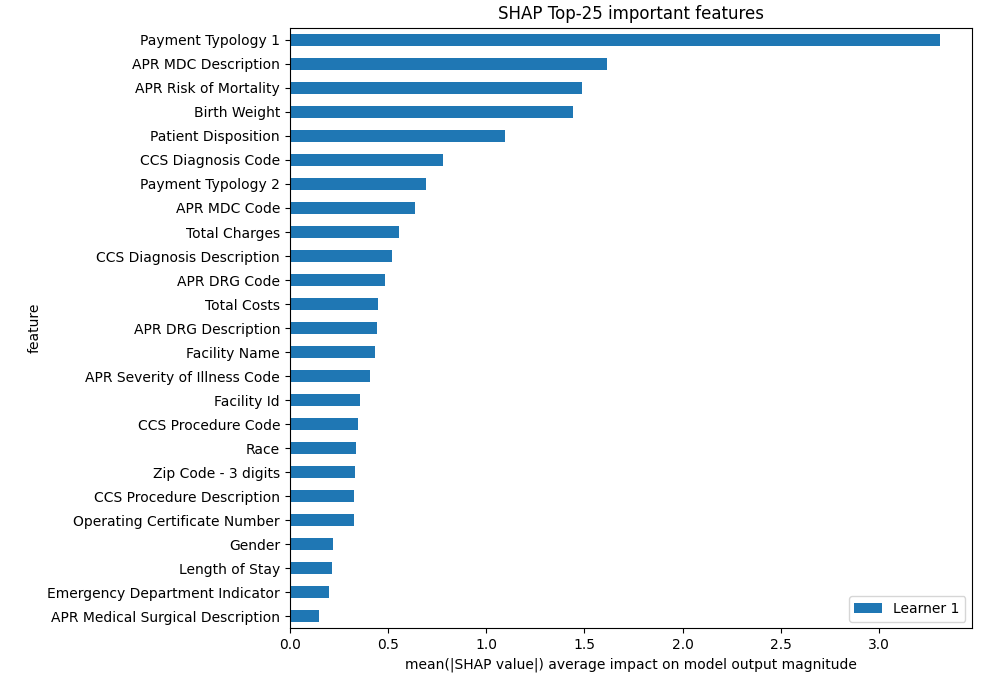 SHAP Top-25 important features
Payment Typology 1
APR MDC Description
APR Risk of Mortality
Birth Weight
Patient Disposition
CCS Diagnosis Code
Payment Typology 2
APR MDC Code
Total Charges
CCS Diagnosis Description
APR DRG Code
Total Costs
APR DRG Description
Facility Name
APR Severity of Illness Code
Facility Id
CCS Procedure Code
Race
Zip Code - 3 digits
CCS Procedure Description
Operating Certificate Number
Gender
Length of Stay
Emergency Department Indicator
APR Medical Surgical Description
feature
Learner 1
0.0 0.5 1.0 1.5 2.0 2.5 3.0
mean(|SHAP value|) average impact on model output magnitude